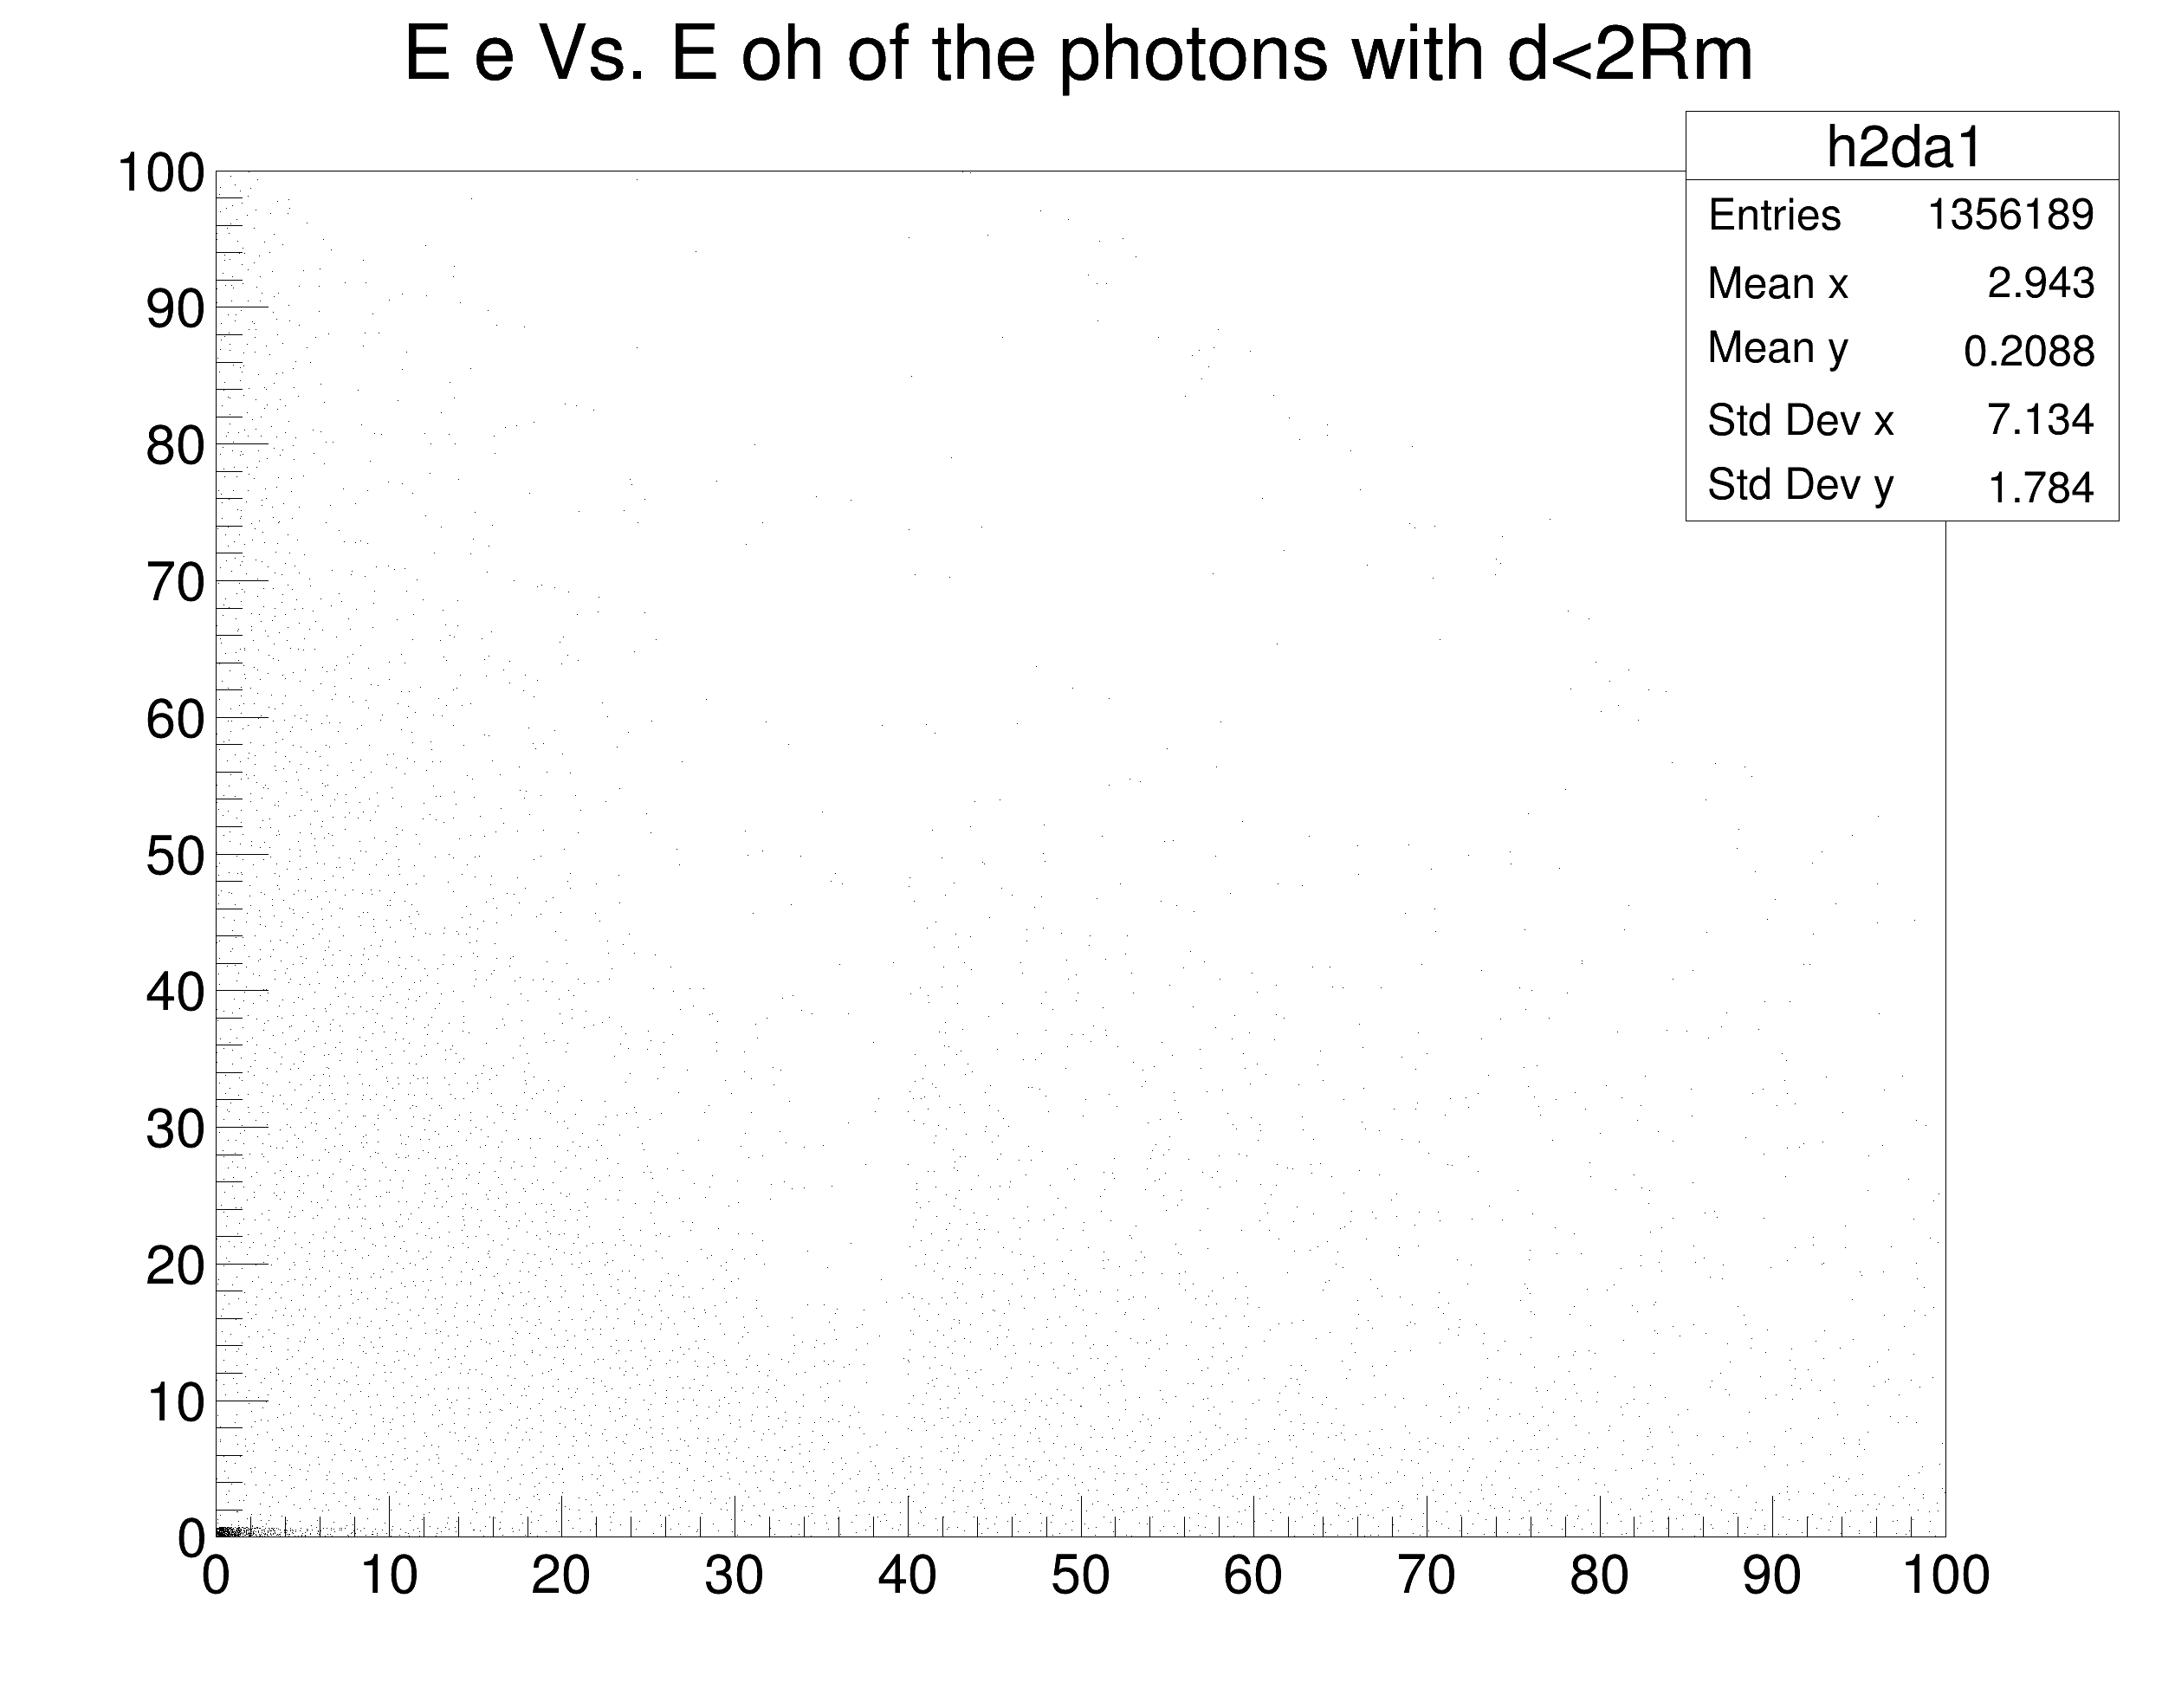 E e Vs. E oh of the photons with d<2Rm
h2da1
Entries 1356189
Mean x 2.943
Mean y 0.2088
Std Dev x 7.134
Std Dev y 1.784
100
90
80
70
60
50
40
30
20
10
0
0 10 20 30 40 50 60 70 80 90 100